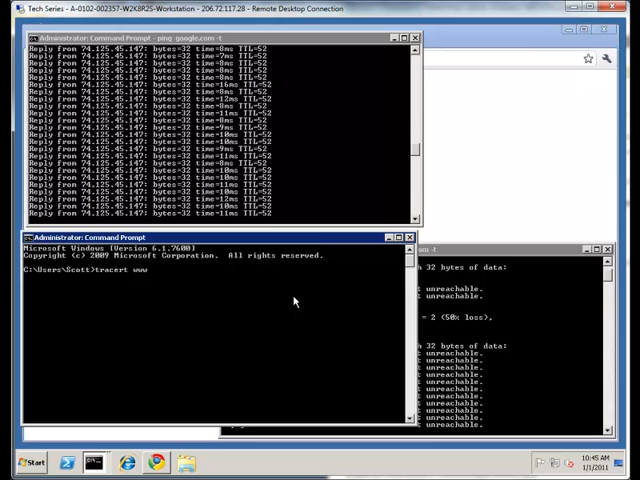 Tech Series - A-0102-002357-W2K8R2S-Workstation - 206.72.117.28 - Remote Desktop Connection
Administrator: Command Prompt - ping google.com -t
Reply from 74.125.45.147: bytes=32 time=8ms TTL=52
Reply from 74.125.45.147: bytes=32 time=7ms TTL=52
Reply from 74.125.45.147: bytes=32 time=8ms TTL=52
Reply from 74.125.45.147: bytes=32 time=8ms TTL=52
Reply from 74.125.45.147: bytes=32 time=8ms TTL=52
Reply from 74.125.45.147: bytes=32 time=16ms TTL=52
Reply from 74.125.45.147: bytes=32 time=8ms TTL=52
Reply from 74.125.45.147: bytes=32 time=12ms TTL=52
Reply from 74.125.45.147: bytes=32 time=8ms TTL=52
Reply from 74.125.45.147: bytes=32 time=11ms TTL=52
Reply from 74.125.45.147: bytes=32 time=8ms TTL=52
Reply from 74.125.45.147: bytes=32 time=9ms TTL=52
Reply from 74.125.45.147: bytes=32 time=10ms TTL=52
Reply from 74.125.45.147: bytes=32 time=10ms TTL=52
Reply from 74.125.45.147: bytes=32 time=9ms TTL=52
Reply from 74.125.45.147: bytes=32 time=11ms TTL=52
Reply from 74.125.45.147: bytes=32 time=8ms TTL=52
Reply from 74.125.45.147: bytes=32 time=10ms TTL=52
Reply from 74.125.45.147: bytes=32 time=11ms TTL=52
Reply from 74.125.45.147: bytes=32 time=10ms TTL=52
Reply from 74.125.45.147: bytes=32 time=10ms TTL=52
Reply from 74.125.45.147: bytes=32 time=10ms TTL=52
Reply from 74.125.45.147: bytes=32 time=10ms TTL=52
Reply from 74.125.45.147: bytes=32 time=11ms TTL=52
Administrator: Command Prompt
Microsoft Windows [Version 6.1.7600]
Copyright (c) 2009 Microsoft Corporation. All rights reserved.
C:\Users\Scott>tracert www
om -t
h 32 bytes of data:
t unreachable.
t unreachable.
= 2 (50% loss),
h 32 bytes of data:
t unreachable.
t unreachable.
t unreachable.
t unreachable.
t unreachable.
t unreachable.
t unreachable.
t unreachable.
t unreachable.
t unreachable.
t unreachable.
Start
10:45 AM
1/1/2011